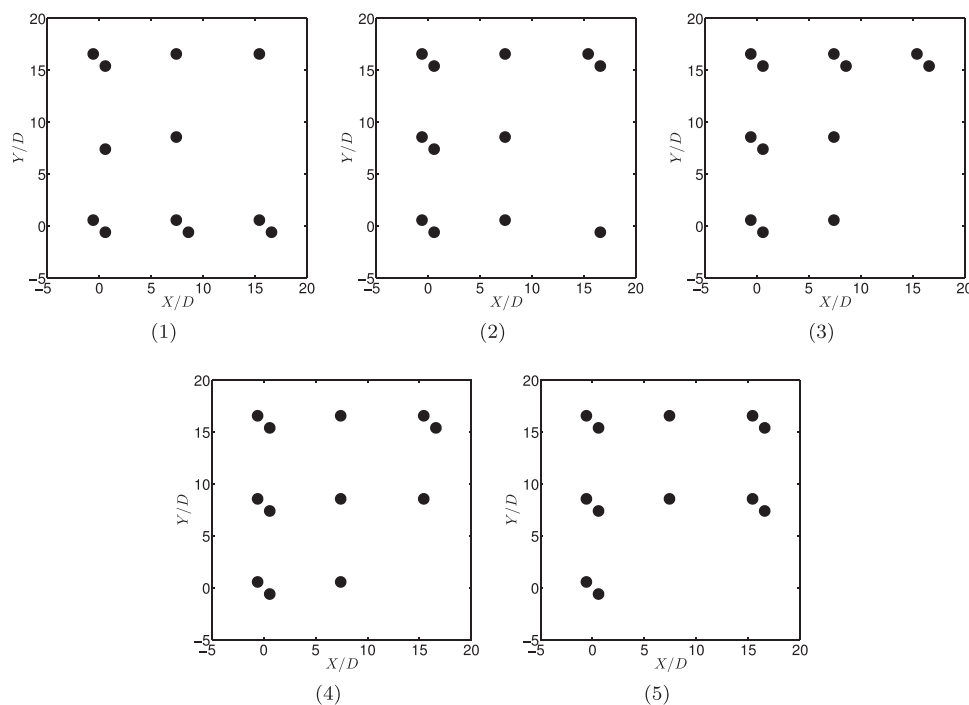 20 20 20
15 15 15
Y/D 10 Y/D 10 Y/D 10
5 5 5
0 0 0
−5 −5 −5
−5 0 5 10 15 20 −5 0 5 10 15 20 −5 0 5 10 15 20
X/D X/D X/D
(1) (2) (3)
20 20
15 15
Y/D 10 Y/D 10
5 5
0 0
−5 −5
−5 0 5 10 15 20 −5 0 5 10 15 20
X/D X/D
(4) (5)